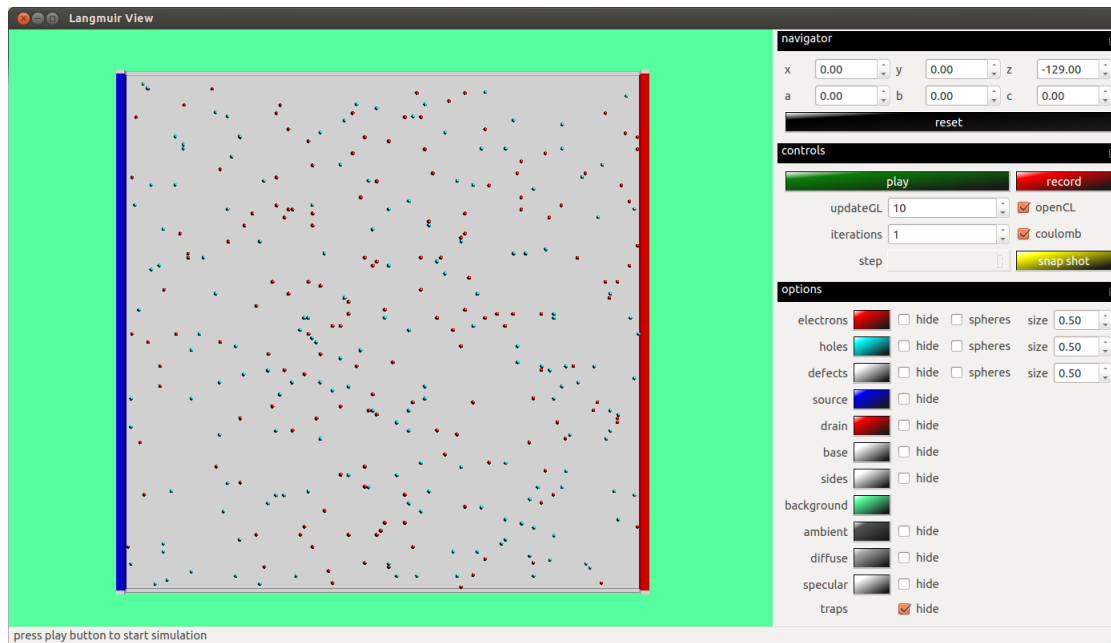 Langmuir View
navigator
x 0.00 y 0.00 z -129.00
a 0.00 b 0.00 c 0.00
reset
controls
play record
updateGL 10 openCL
iterations 1 coulomb
step snap shot
options
electrons hide spheres size 0.50
holes hide spheres size 0.50
defects hide spheres size 0.50
source hide
drain hide
base hide
sides hide
background
ambient hide
diffuse hide
specular hide
traps hide
press play button to start simulation